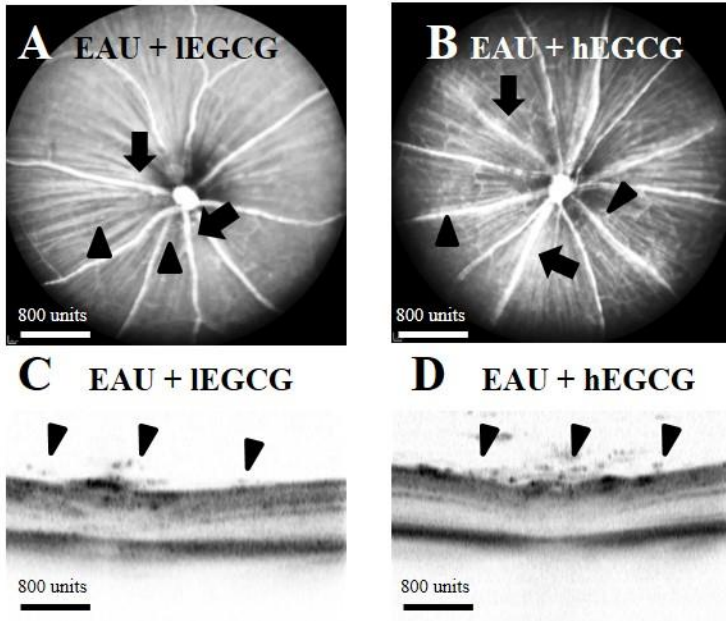 A EAU + lEGCG
B EAU + hEGCG
800 units
800 units
C EAU + lEGCG
D EAU + hEGCG
800 units
800 units